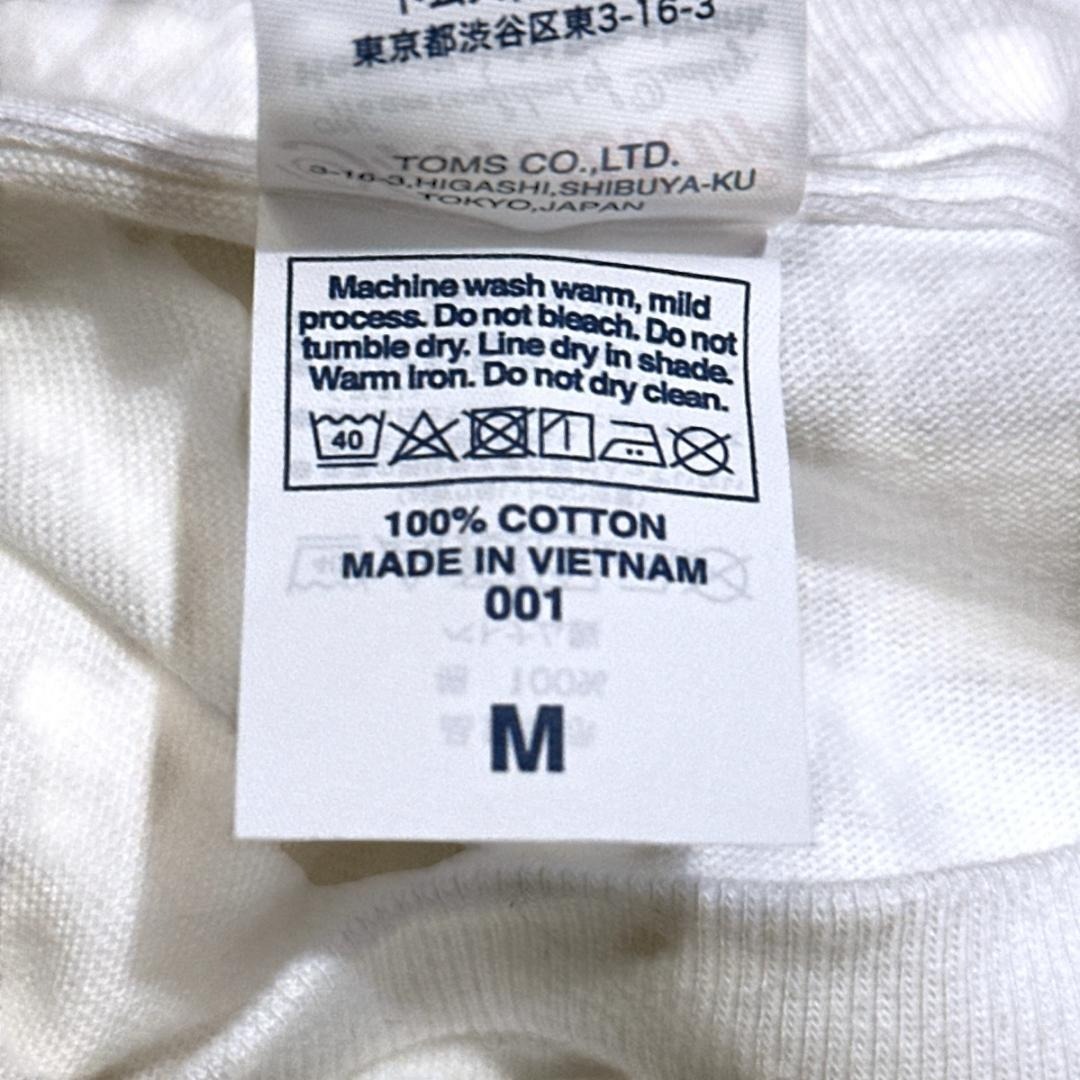 東京都渋谷区東3-16-3
TOMS CO.,LTD.
3-16-3,HIGASHI,SHIBUYA-KU
TOKYO,JAPAN
Machine wash warm, mild
process. Do not bleach. Do not
tumble dry. Line dry in shade.
Warm Iron. Do not dry clean.
40
100% COTTON
MADE IN VIETNAM
001
M